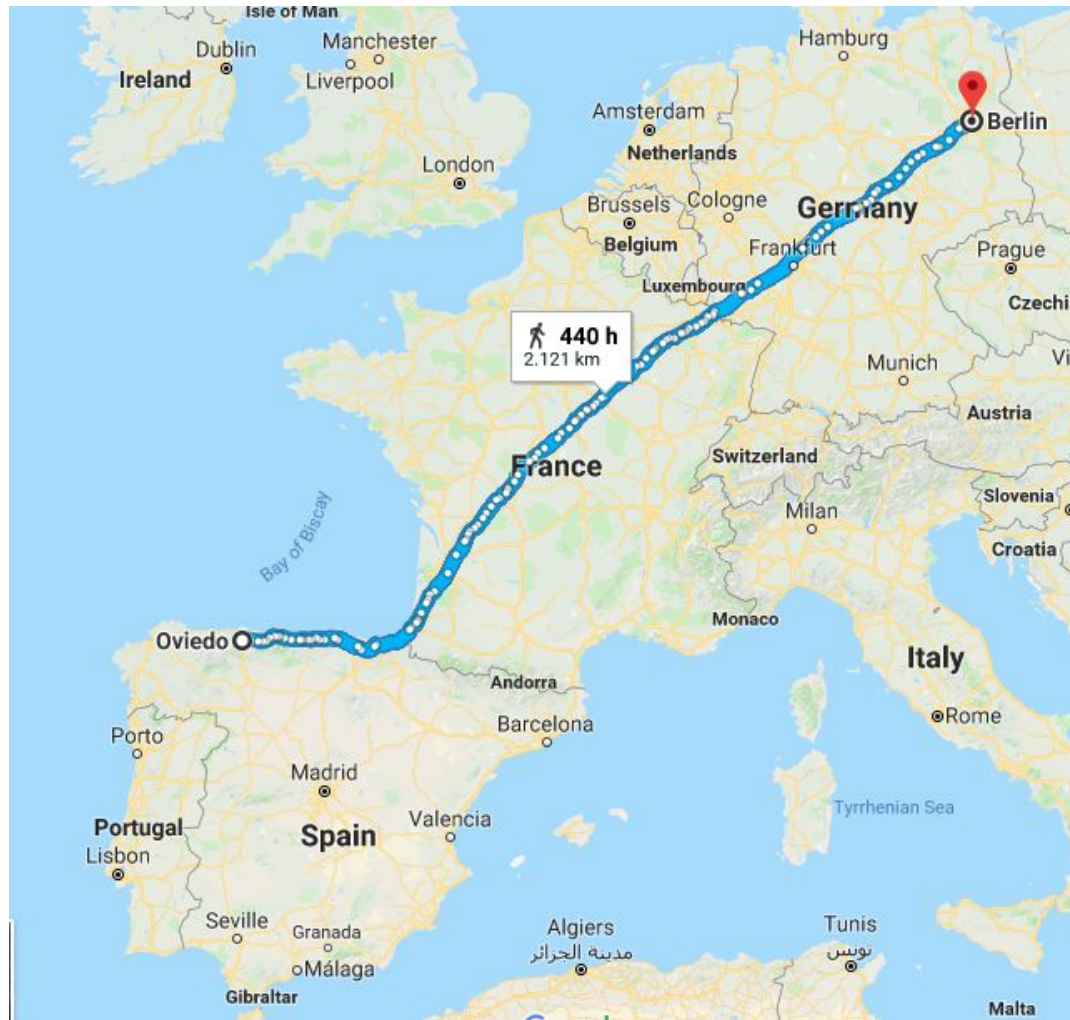 Isle of Man
Dublin
Manchester
Hamburg
Ireland
Liverpool
Amsterdam
Berlin
Netherlands
London
Brussels
Cologne
Germany
Belgium
Frankfurt
Prague
Luxembourg
Czechi
440 h
2.121 km
Munich
Vi
Austria
Switzerland
France
Slovenia
Milan
Bay of Biscay
Croatia
Monaco
Oviedo
Italy
Andorra
Barcelona
Rome
Porto
Madrid
Tyrrhenian Sea
Portugal
Valencia
Spain
Lisbon
Seville
Granada
Algiers
مدينة الجزائر
Tunis
تونس
Málaga
Gibraltar
Malta